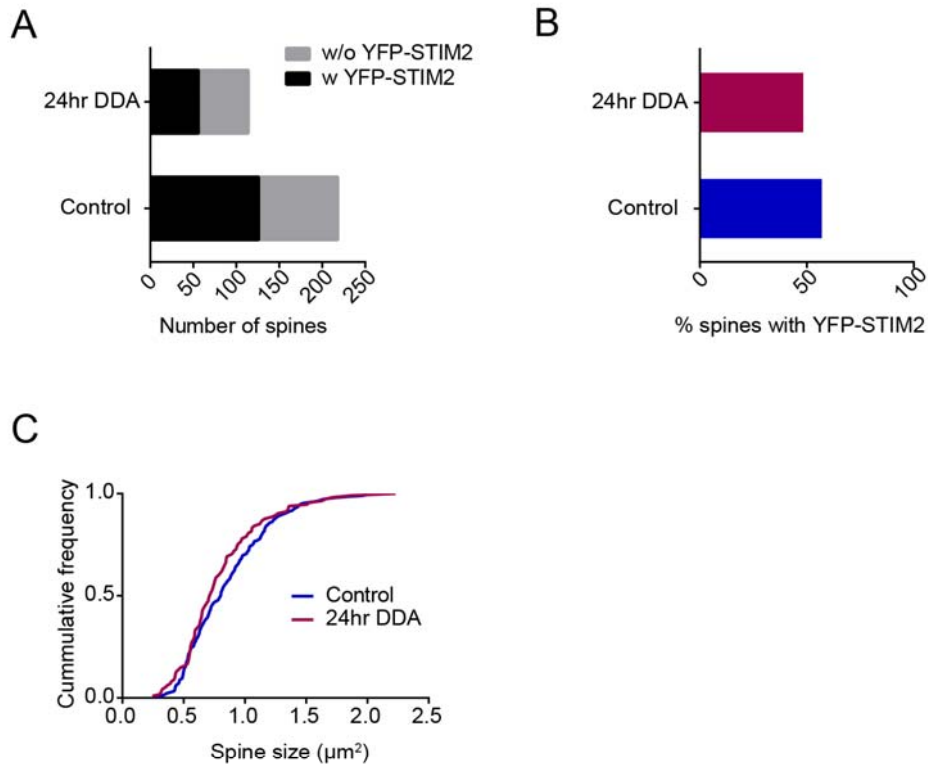 A
w/o YFP-STIM2
w YFP-STIM2
24hr DDA
Control
0 50 100 150 200 250
Number of spines
B
24hr DDA
Control
0 50 100
% spines with YFP-STIM2
C
Cummulative frequency
1.0
0.5
0.0
Control
24hr DDA
0.0 0.5 1.0 1.5 2.0 2.5
Spine size (µm²)